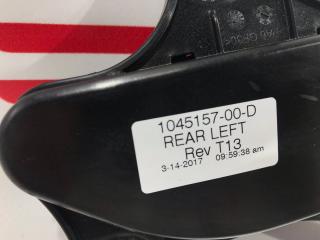 1045157-00-D
REAR LEFT
Rev T13
3-14-2017 09:59:38 am